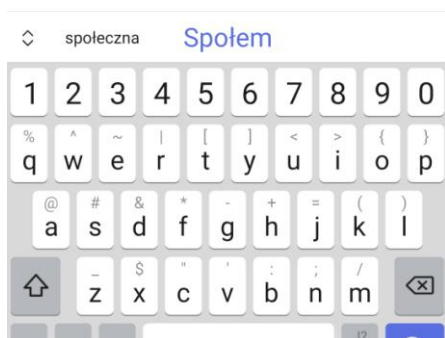 społeczna Społem
1 2 3 4 5 6 7 8 9 0
% ^ ~ | [ ] < > { }
q w e r t y u i o p
@ # & * - + = ( )
a s d f g h j k l
_ $ " ' : ; /
z x c v b n m
!?